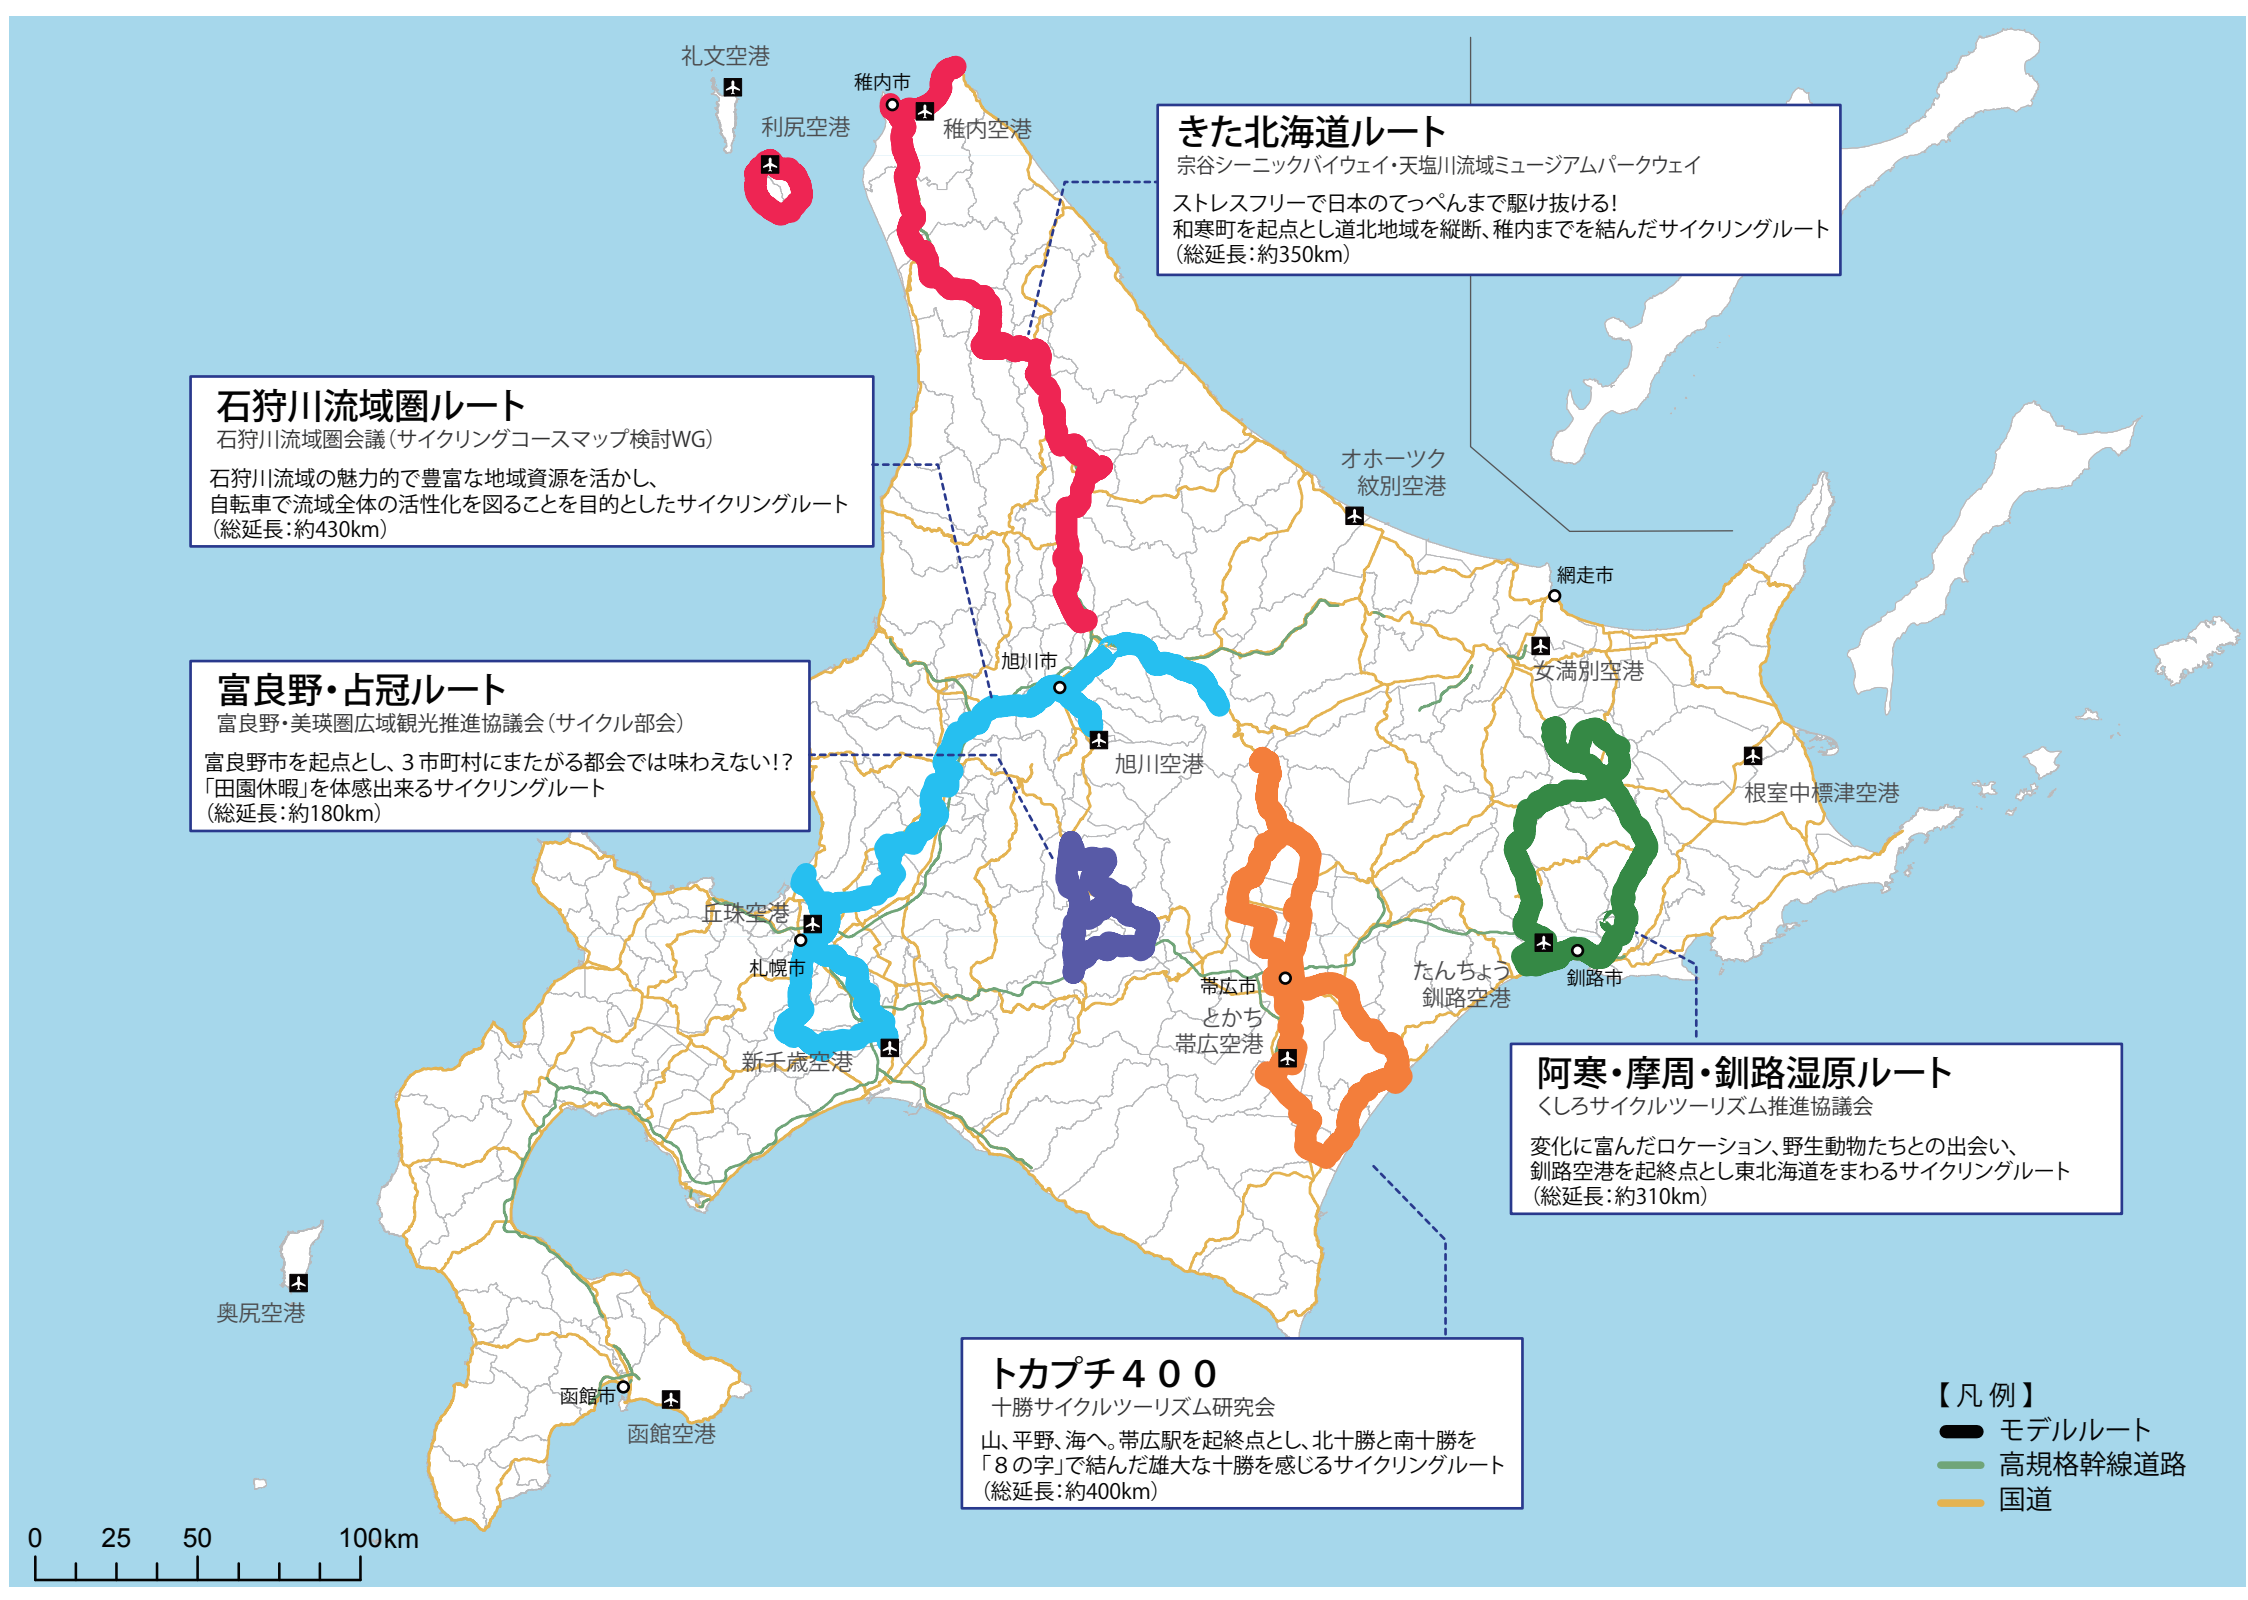 礼文空港
稚内市
利尻空港
稚内空港
きた北海道ルート
宗谷シーニックバイウェイ・天塩川流域ミュージアムパークウェイ
ストレスフリーで日本のてっぺんまで駆け抜ける！
和寒町を起点とし道北地域を縦断、稚内までを結んだサイクリングルート
（総延長：約350km）
石狩川流域圏ルート
石狩川流域圏会議（サイクリングコースマップ検討WG）
石狩川流域の魅力的で豊富な地域資源を活かし、
自転車で流域全体の活性化を図ることを目的としたサイクリングルート
（総延長：約430km）
オホーツク
紋別空港
網走市
女満別空港
旭川市
旭川空港
富良野・占冠ルート
富良野・美瑛圏広域観光推進協議会（サイクル部会）
富良野市を起点とし、３市町村にまたがる都会では味わえない！？
「田園休暇」を体感出来るサイクリングルート
（総延長：約180km）
根室中標津空港
丘珠空港
札幌市
新千歳空港
帯広市
とかち
帯広空港
たんちょう
釧路空港
釧路市
阿寒・摩周・釧路湿原ルート
くしろサイクルツーリズム推進協議会
変化に富んだロケーション、野生動物たちとの出会い、
釧路空港を起終点とし東北海道をまわるサイクリングルート
（総延長：約310km）
奥尻空港
函館市
函館空港
トカプチ４００
十勝サイクルツーリズム研究会
山、平野、海へ。帯広駅を起終点とし、北十勝と南十勝を
「８の字」で結んだ雄大な十勝を感じるサイクリングルート
（総延長：約400km）
【凡例】
モデルルート
高規格幹線道路
国道
0 25 50 100km